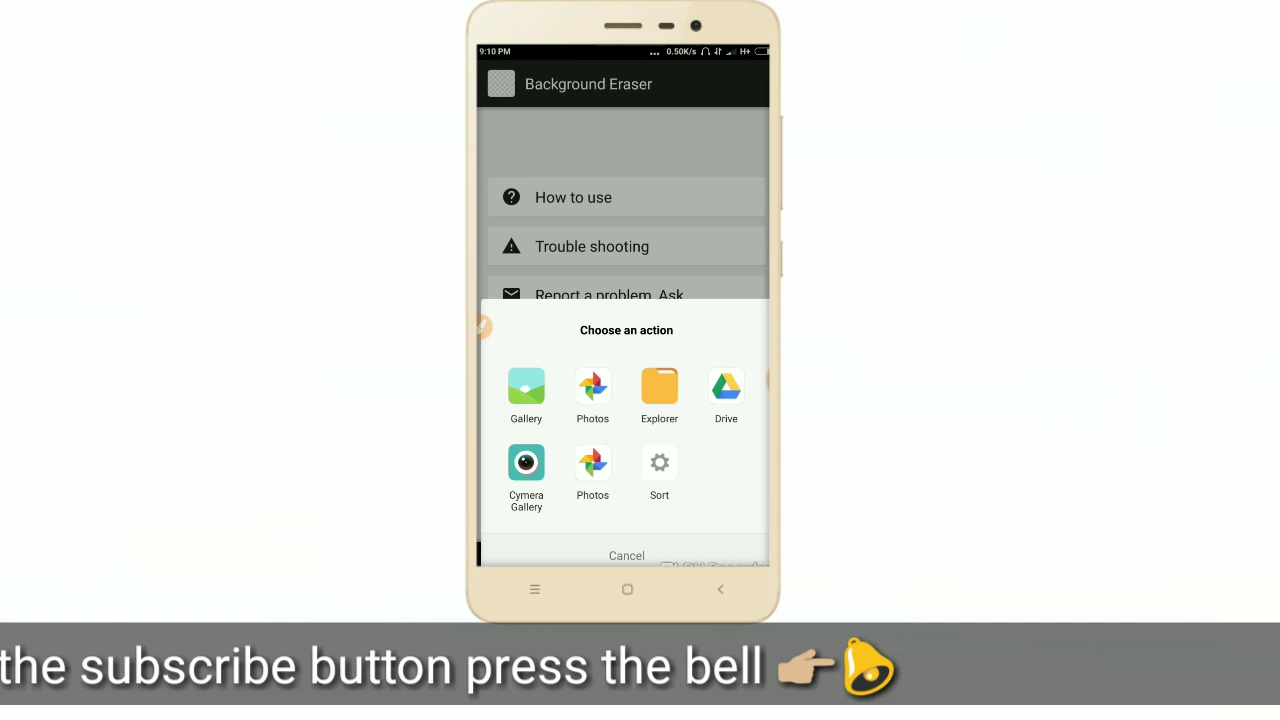 9:10 PM
... 0.50K/s H+
Background Eraser
How to use
Trouble shooting
Report a problem, Ask
Choose an action
Gallery
Photos
Explorer
Drive
Cymera
Gallery
Photos
Sort
Cancel
the subscribe button press the bell